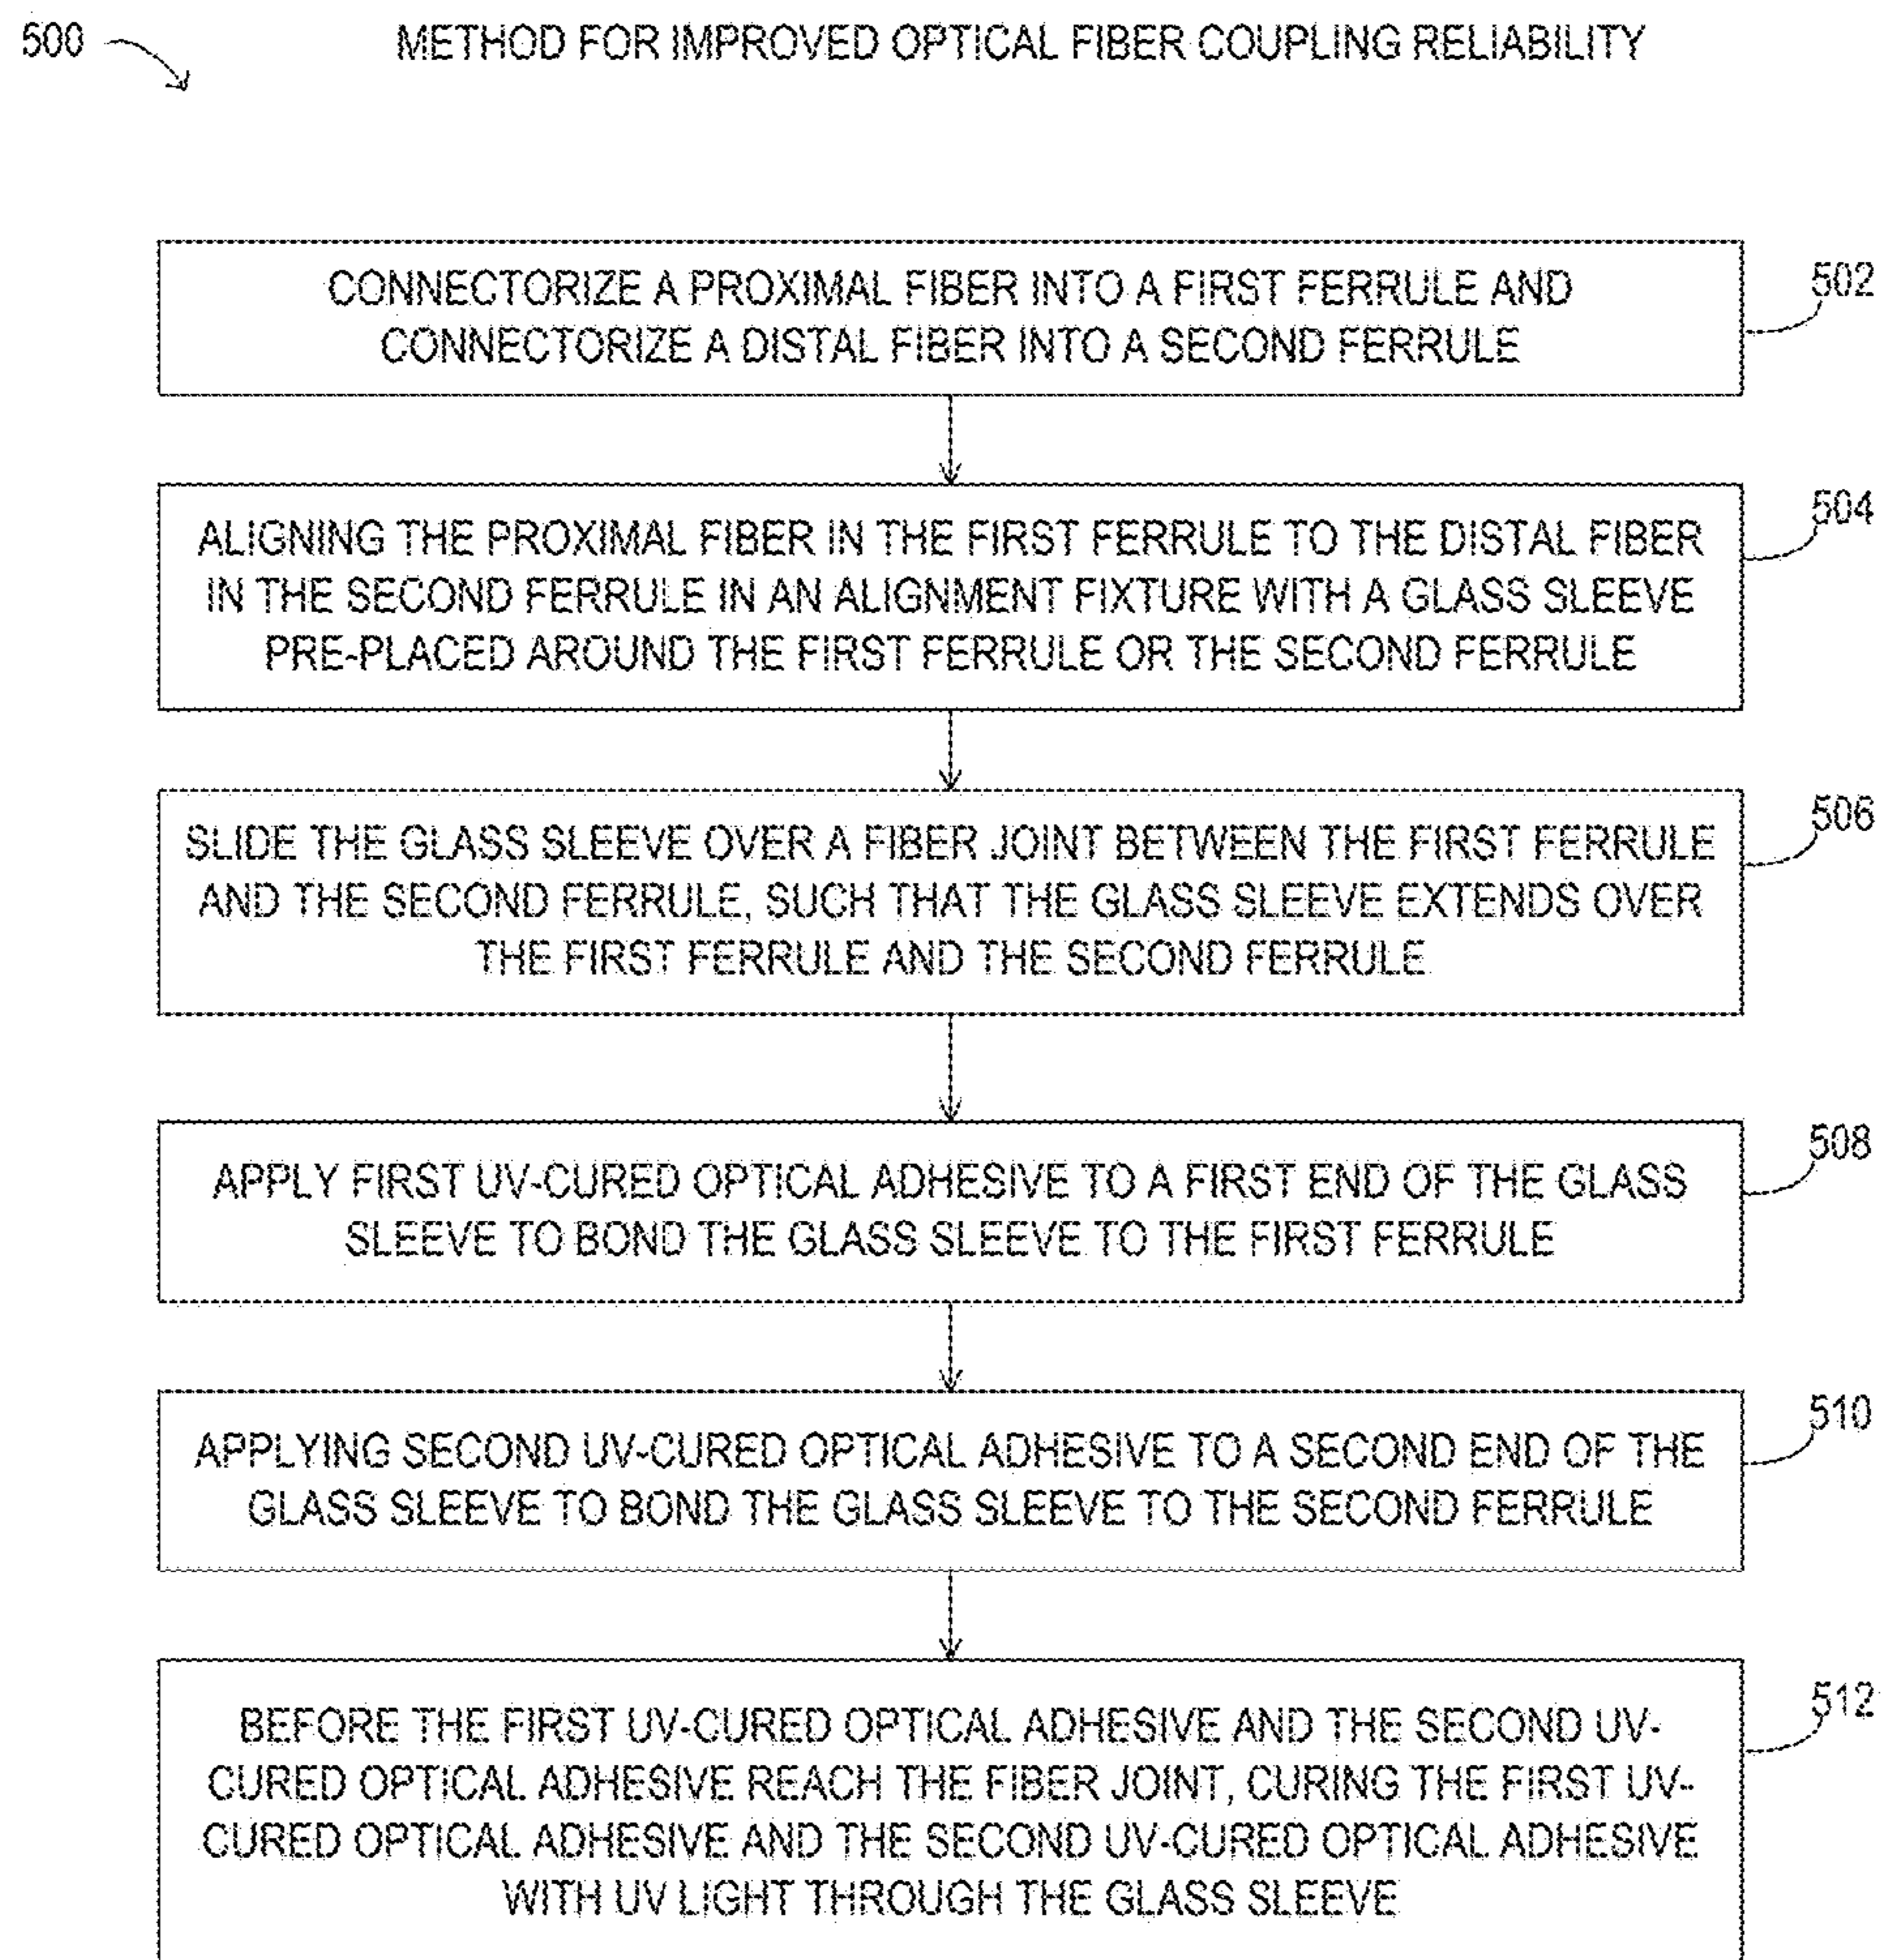 500
METHOD FOR IMPROVED OPTICAL FIBER COUPLING RELIABILITY
CONNECTORIZE A PROXIMAL FIBER INTO A FIRST FERRULE AND
CONNECTORIZE A DISTAL FIBER INTO A SECOND FERRULE
502
ALIGNING THE PROXIMAL FIBER IN THE FIRST FERRULE TO THE DISTAL FIBER
IN THE SECOND FERRULE IN AN ALIGNMENT FIXTURE WITH A GLASS SLEEVE
PRE-PLACED AROUND THE FIRST FERRULE OR THE SECOND FERRULE
504
SLIDE THE GLASS SLEEVE OVER A FIBER JOINT BETWEEN THE FIRST FERRULE
AND THE SECOND FERRULE, SUCH THAT THE GLASS SLEEVE EXTENDS OVER
THE FIRST FERRULE AND THE SECOND FERRULE
506
APPLY FIRST UV-CURED OPTICAL ADHESIVE TO A FIRST END OF THE GLASS
SLEEVE TO BOND THE GLASS SLEEVE TO THE FIRST FERRULE
508
APPLYING SECOND UV-CURED OPTICAL ADHESIVE TO A SECOND END OF THE
GLASS SLEEVE TO BOND THE GLASS SLEEVE TO THE SECOND FERRULE
510
BEFORE THE FIRST UV-CURED OPTICAL ADHESIVE AND THE SECOND UV-
CURED OPTICAL ADHESIVE REACH THE FIBER JOINT, CURING THE FIRST UV-
CURED OPTICAL ADHESIVE AND THE SECOND UV-CURED OPTICAL ADHESIVE
WITH UV LIGHT THROUGH THE GLASS SLEEVE
512